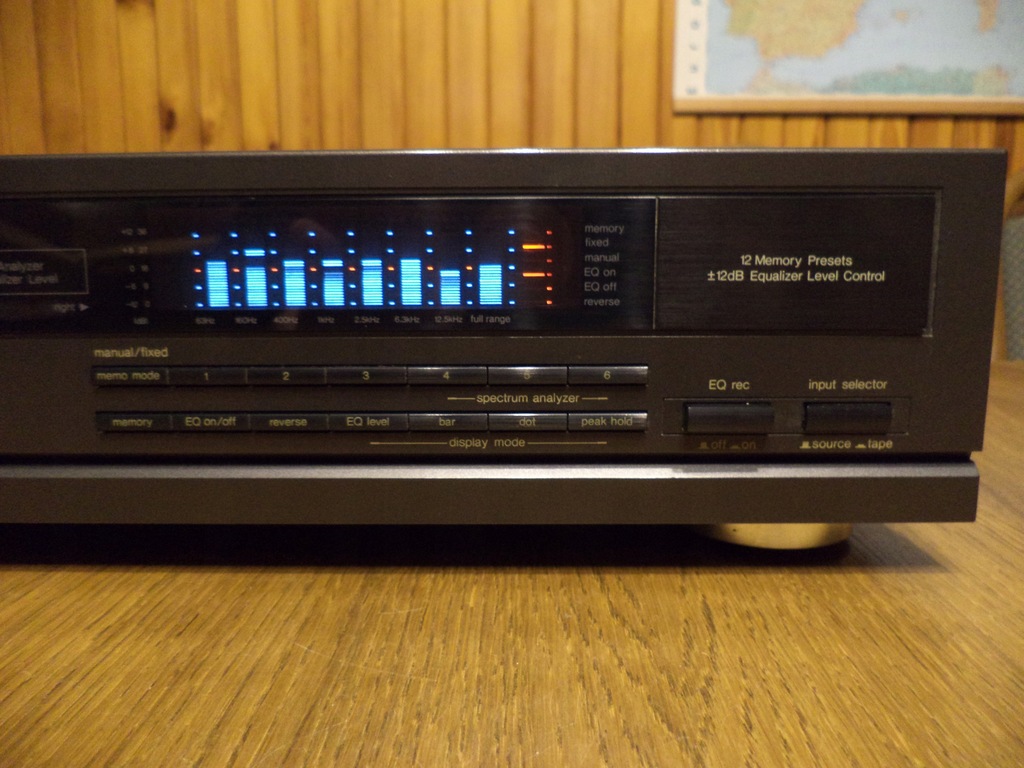 Analyzer
Level
right
memory
fixed
manual
EQ on
EQ off
reverse
63Hz 160Hz 400Hz 1kHz 2.5kHz 6.3kHz 12.5kHz full range
12 Memory Presets
±12dB Equalizer Level Control
manual/fixed
memo mode 1 2 3 4 5 6
spectrum analyzer
memory EQ on/off reverse EQ level bar dot peak hold
display mode
EQ rec
off on
input selector
source tape